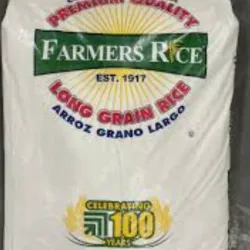 PREMIUM QUALITY
FARMERS RICE
EST. 1917
LONG GRAIN RICE
ARROZ GRANO LARGO
CELEBRATING
100
YEARS